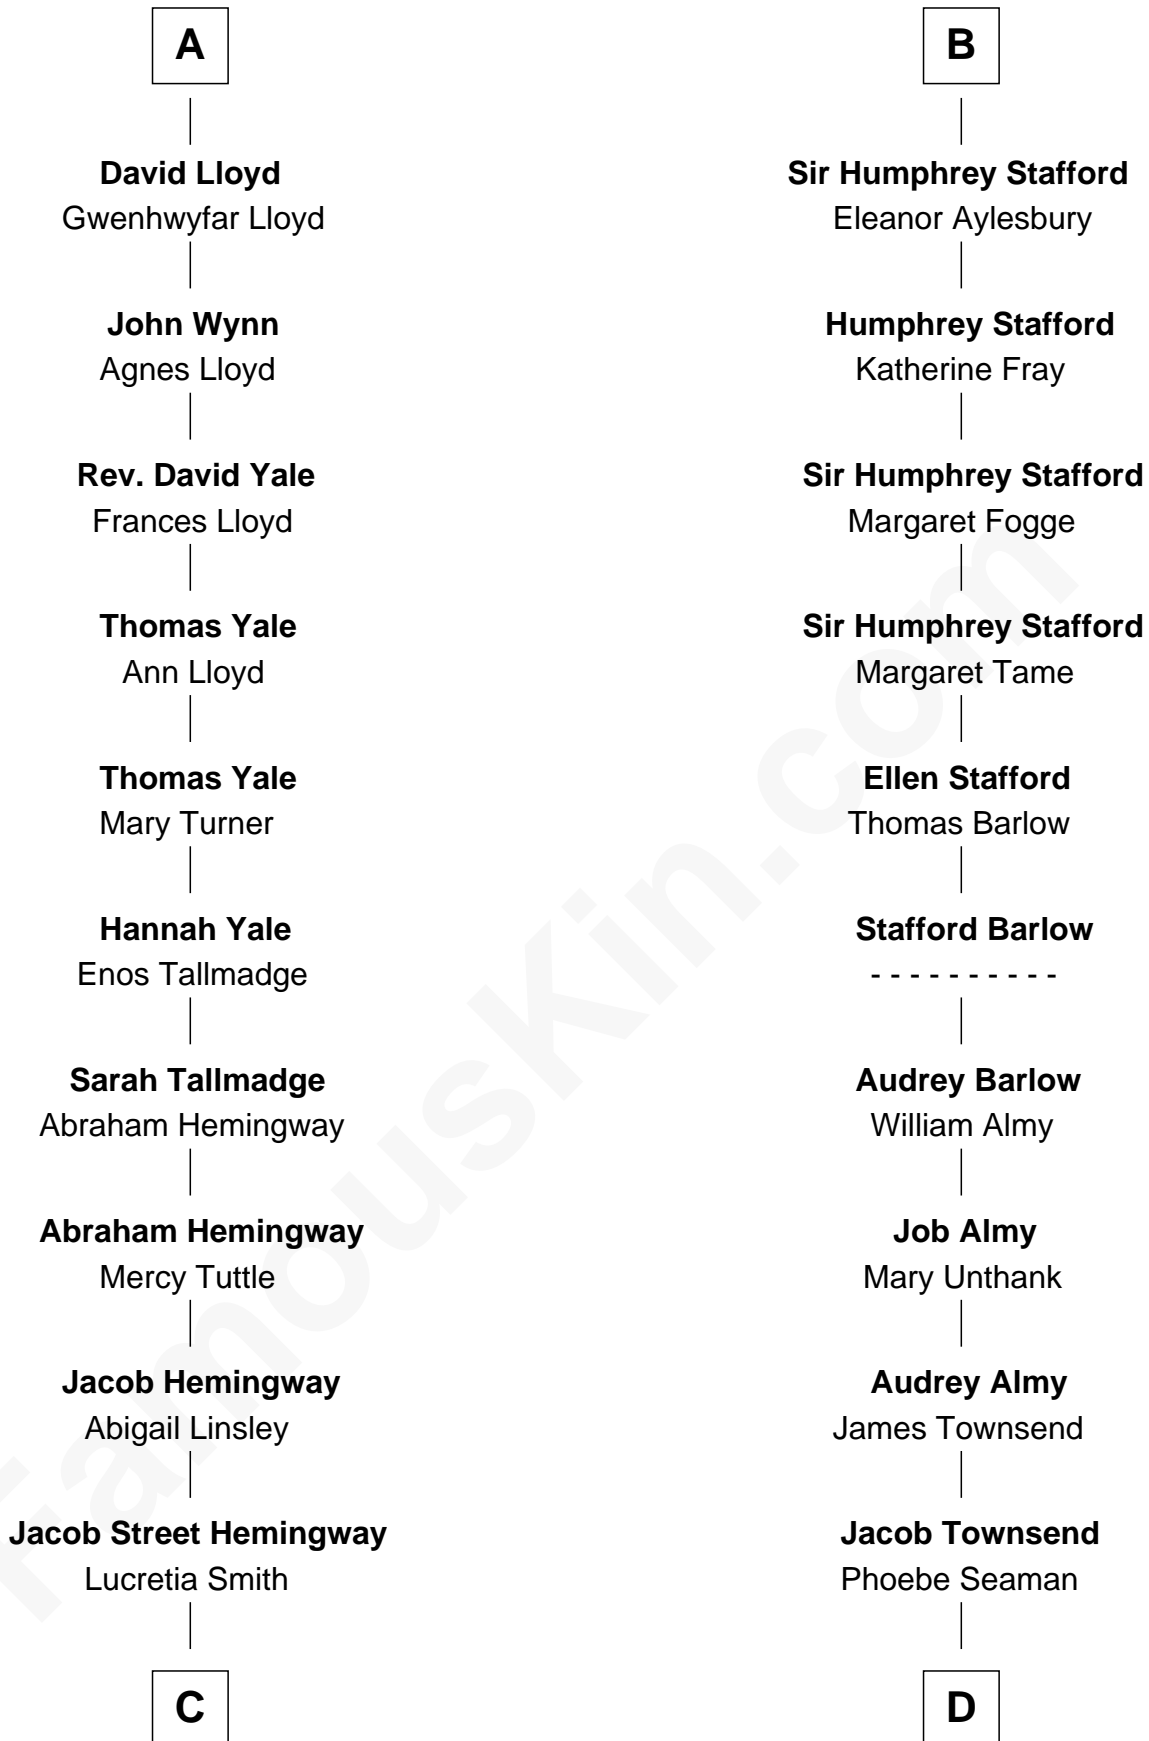 A
David Lloyd
Gwenhwyfar Lloyd
John Wynn
Agnes Lloyd
Rev. David Yale
Frances Lloyd
Thomas Yale
Ann Lloyd
Thomas Yale
Mary Turner
Hannah Yale
Enos Tallmadge
Sarah Tallmadge
Abraham Hemingway
Abraham Hemingway
Mercy Tuttle
Jacob Hemingway
Abigail Linsley
Jacob Street Hemingway
Lucretia Smith
C
B
Sir Humphrey Stafford
Eleanor Aylesbury
Humphrey Stafford
Katherine Fray
Sir Humphrey Stafford
Margaret Fogge
Sir Humphrey Stafford
Margaret Tame
Ellen Stafford
Thomas Barlow
Stafford Barlow
- - - - - - - - - -
Audrey Barlow
William Almy
Job Almy
Mary Unthank
Audrey Almy
James Townsend
Jacob Townsend
Phoebe Seaman
D
FamousKin.com